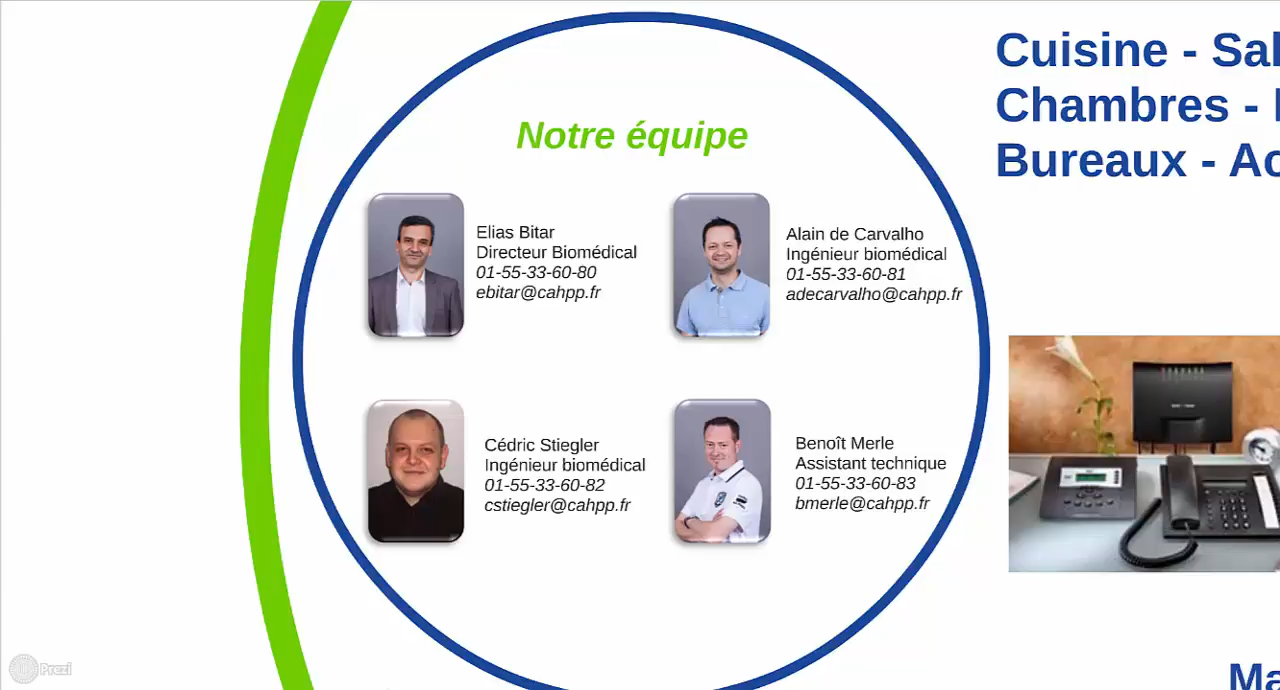 Notre équipe
Elias Bitar
Directeur Biomédical
01-55-33-60-80
ebitar@cahpp.fr
Alain de Carvalho
Ingénieur biomédical
01-55-33-60-81
adecarvalho@cahpp.fr
Cédric Stiegler
Ingénieur biomédical
01-55-33-60-82
cstiegler@cahpp.fr
Benoît Merle
Assistant technique
01-55-33-60-83
bmerle@cahpp.fr
Cuisine - Sal
Chambres -
Bureaux - Ac
Ma
Prezi